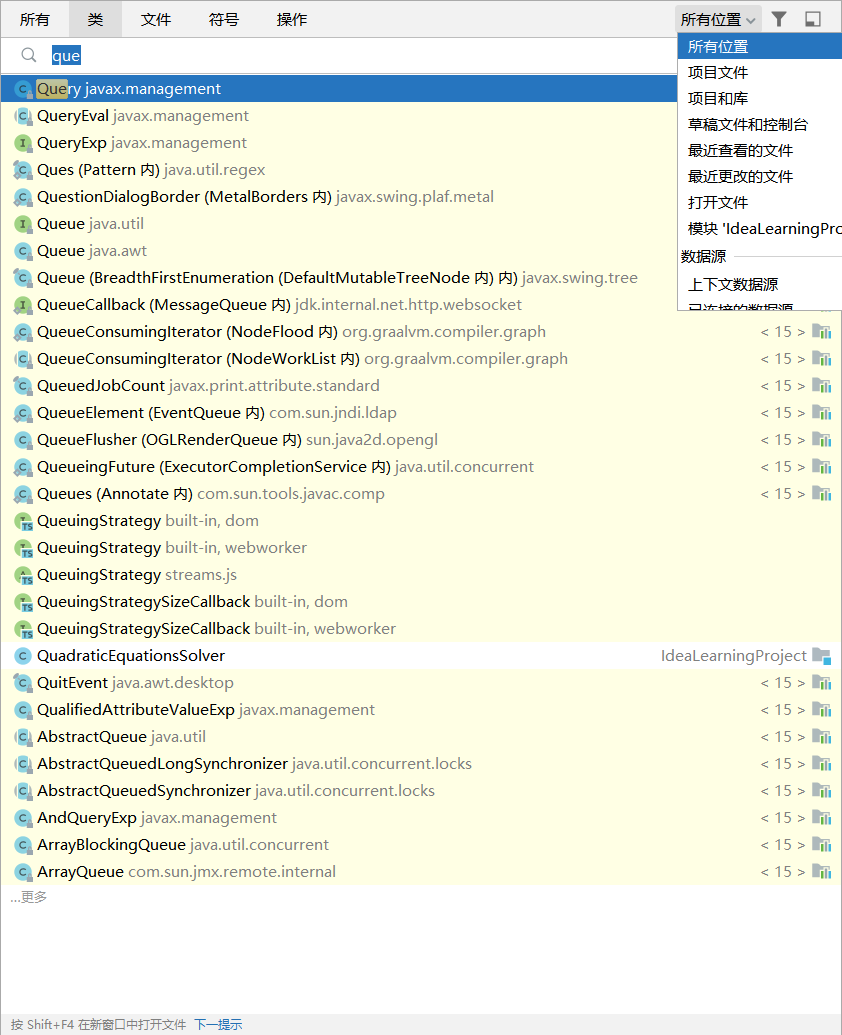 所有 类 文件 符号 操作 所有位置
que
所有位置
项目文件
项目和库
草稿文件和控制台
最近查看的文件
最近更改的文件
打开文件
模块 'IdeaLearningPro
数据源
上下文数据源
已连接的数据源
Query javax.management
QueryEval javax.management
QueryExp javax.management
Ques (Pattern 内) java.util.regex
QuestionDialogBorder (MetalBorders 内) javax.swing.plaf.metal
Queue java.util
Queue java.awt
Queue (BreadthFirstEnumeration (DefaultMutableTreeNode 内) 内) javax.swing.tree
QueueCallback (MessageQueue 内) jdk.internal.net.http.websocket
QueueConsumingIterator (NodeFlood 内) org.graalvm.compiler.graph < 15 >
QueueConsumingIterator (NodeWorkList 内) org.graalvm.compiler.graph < 15 >
QueuedJobCount javax.print.attribute.standard < 15 >
QueueElement (EventQueue 内) com.sun.jndi.ldap < 15 >
QueueFlusher (OGLRenderQueue 内) sun.java2d.opengl < 15 >
QueueingFuture (ExecutorCompletionService 内) java.util.concurrent < 15 >
Queues (Annotate 内) com.sun.tools.javac.comp < 15 >
QueuingStrategy built-in, dom
QueuingStrategy built-in, webworker
QueuingStrategy streams.js
QueuingStrategySizeCallback built-in, dom
QueuingStrategySizeCallback built-in, webworker
QuadraticEquationsSolver IdeaLearningProject
QuitEvent java.awt.desktop < 15 >
QualifiedAttributeValueExp javax.management < 15 >
AbstractQueue java.util < 15 >
AbstractQueuedLongSynchronizer java.util.concurrent.locks < 15 >
AbstractQueuedSynchronizer java.util.concurrent.locks < 15 >
AndQueryExp javax.management < 15 >
ArrayBlockingQueue java.util.concurrent < 15 >
ArrayQueue com.sun.jmx.remote.internal < 15 >
...更多
按 Shift+F4 在新窗口中打开文件 下一提示